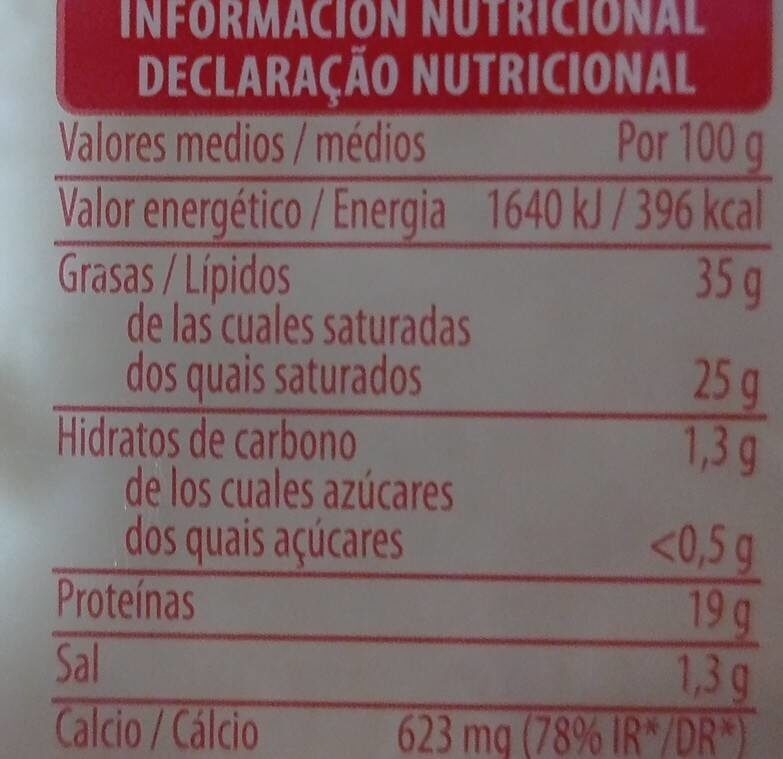 INFORMACIÓN NUTRICIONAL
DECLARAÇÃO NUTRICIONAL
Valores medios / médios Por 100 g
Valor energético / Energia 1640 kJ / 396 kcal
Grasas / Lípidos 35 g
de las cuales saturadas
dos quais saturados 25 g
Hidratos de carbono 1,3 g
de los cuales azúcares
dos quais açúcares <0,5 g
Proteínas 19 g
Sal 1,3 g
Calcio / Cálcio 623 mg (78% IR*/DR*)